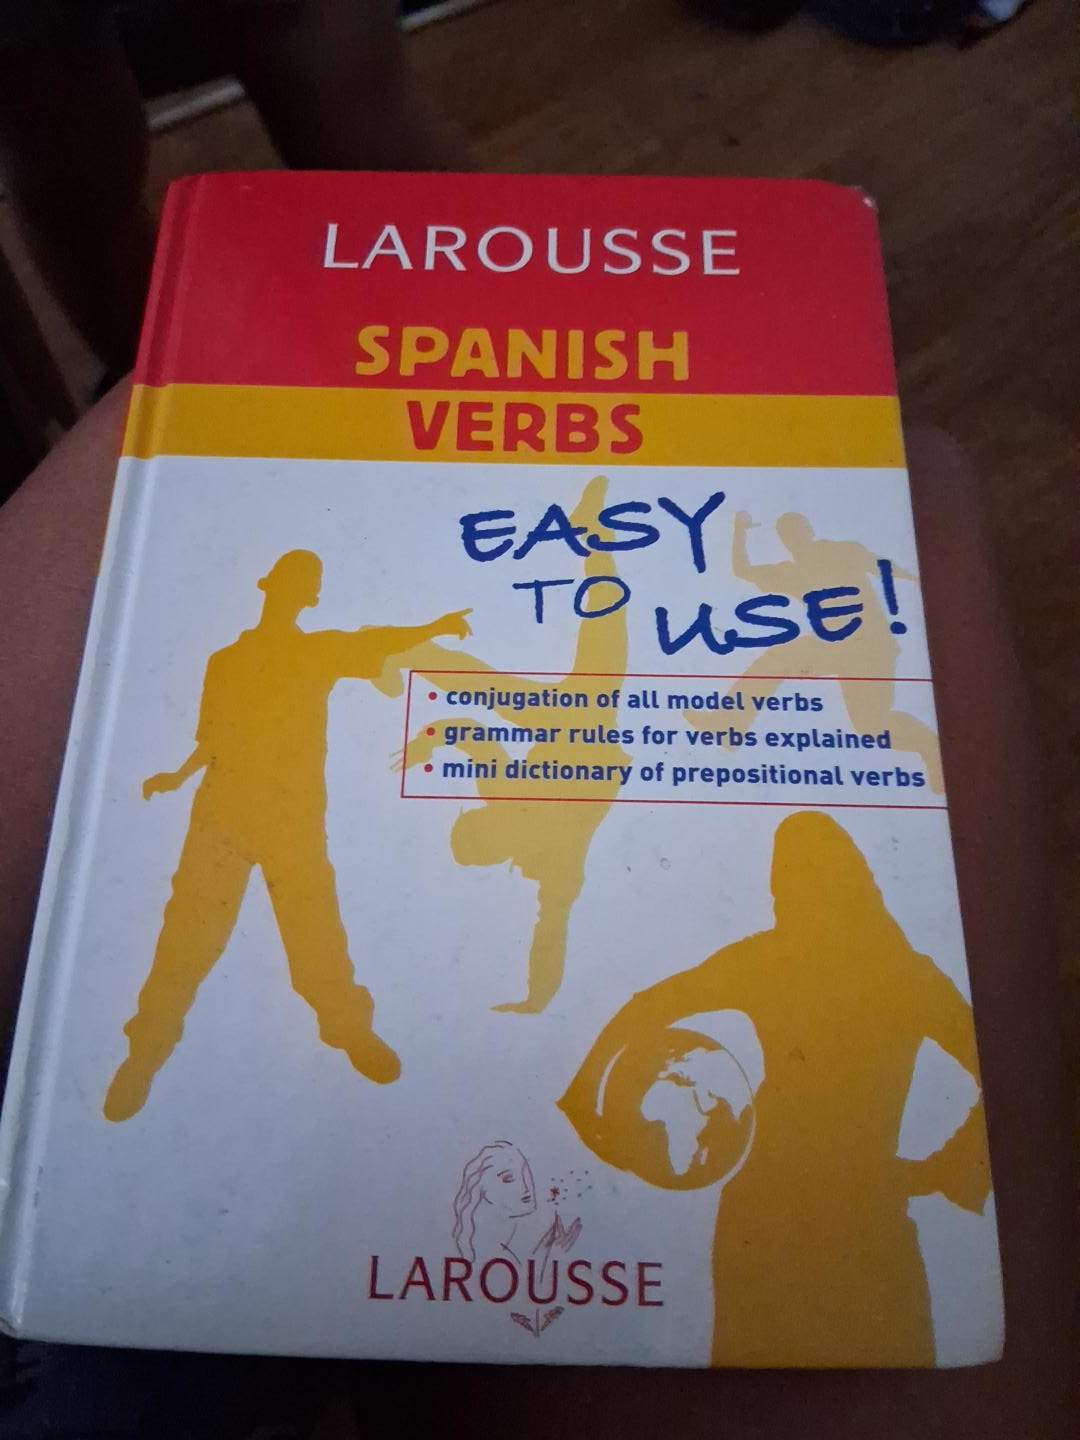 LAROUSSE
SPANISH
VERBS
EASY
TO USE!
• conjugation of all model verbs
• grammar rules for verbs explained
• mini dictionary of prepositional verbs
LAROUSSE